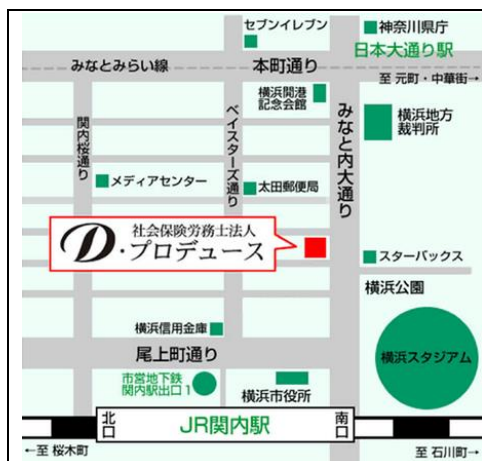 セブンイレブン
神奈川県庁
日本大通り駅
みなとみらい線
本町通り
至 元町・中華街→
横浜開港
記念会館
横浜地方
裁判所
関内桜通り
ベイスターズ通り
みなと内大通り
メディアセンター
太田郵便局
社会保険労務士法人
D・プロデュース
スターバックス
横浜公園
横浜信用金庫
尾上町通り
横浜スタジアム
市営地下鉄
関内駅出口1
横浜市役所
北口
JR関内駅
南口
←至 桜木町
至 石川町→